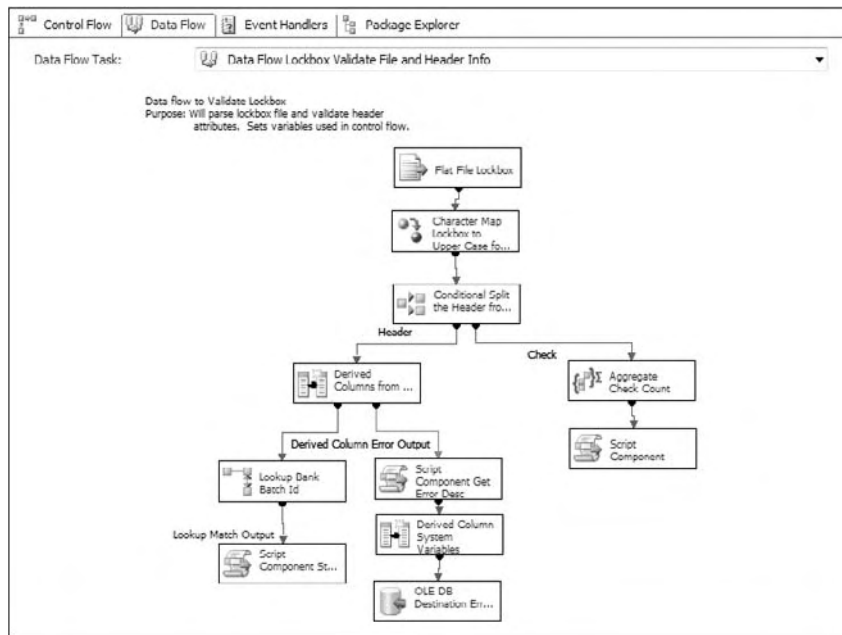 Control Flow
Data Flow
Event Handlers
Package Explorer
Data Flow Task:
Data Flow Lockbox Validate File and Header Info
Data flow to Validate Lockbox
Purpose: Will parse lockbox file and validate header
attributes. Sets variables used in control flow.
Flat File Lockbox
Character Map
Lockbox to
Upper Case fo...
Conditional Split
the Header fro...
Header
Check
Derived
Columns from ...
Aggregate
Check Count
Derived Column Error Output
Script
Component
Lookup Bank
Batch Id
Script
Component Get
Error Desc
Lookup Match Output
Script
Component St...
Derived Column
System
Variables
OLE DB
Destination Err...